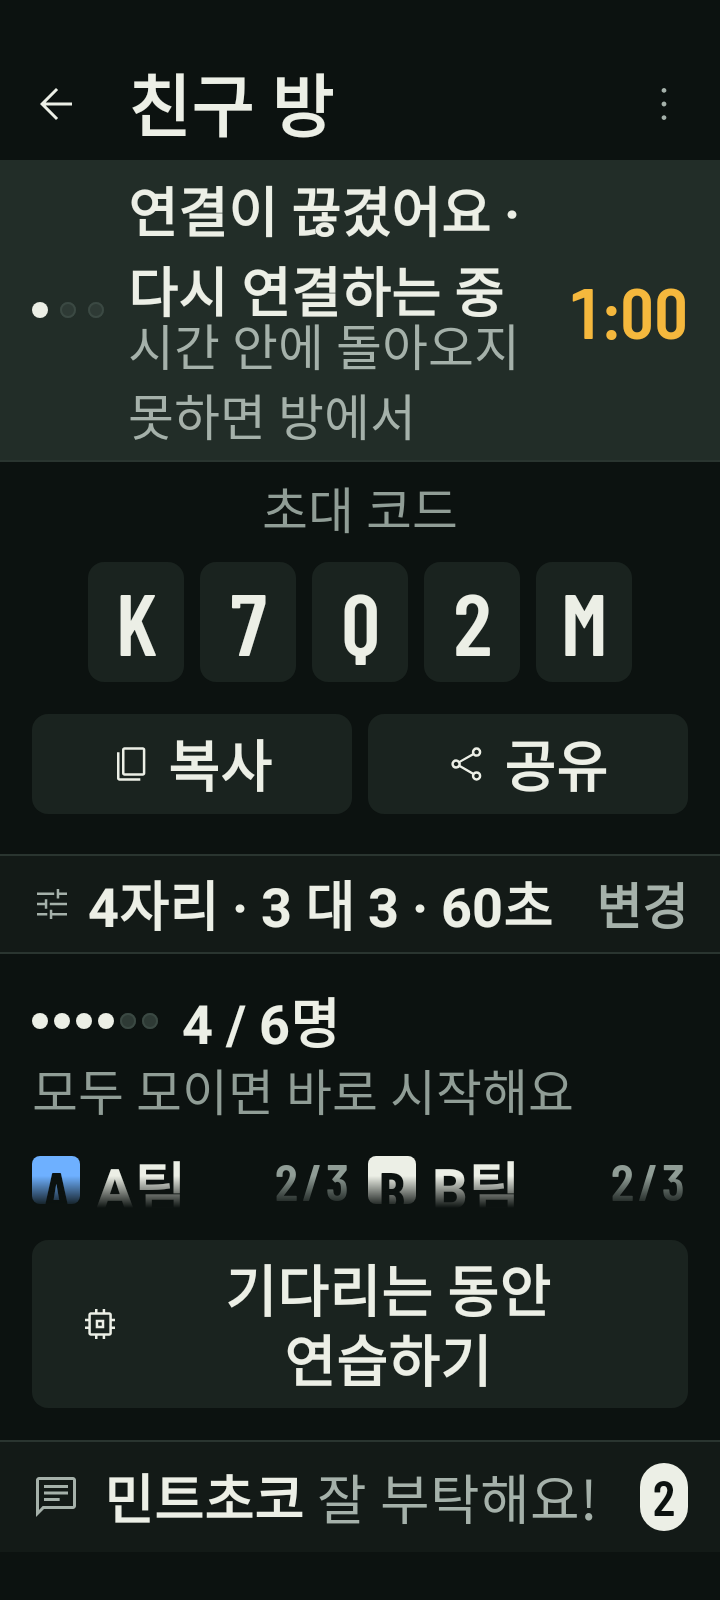 친구 방
연결이 끊겼어요 ·
다시 연결하는 중
시간 안에 돌아오지
못하면 방에서
1:00
초대 코드
K 7 Q 2 M
복사
공유
4자리 · 3 대 3 · 60초 변경
4 / 6명
모두 모이면 바로 시작해요
A A팀 2/3 B B팀 2/3
기다리는 동안
연습하기
민트초코 잘 부탁해요! 2